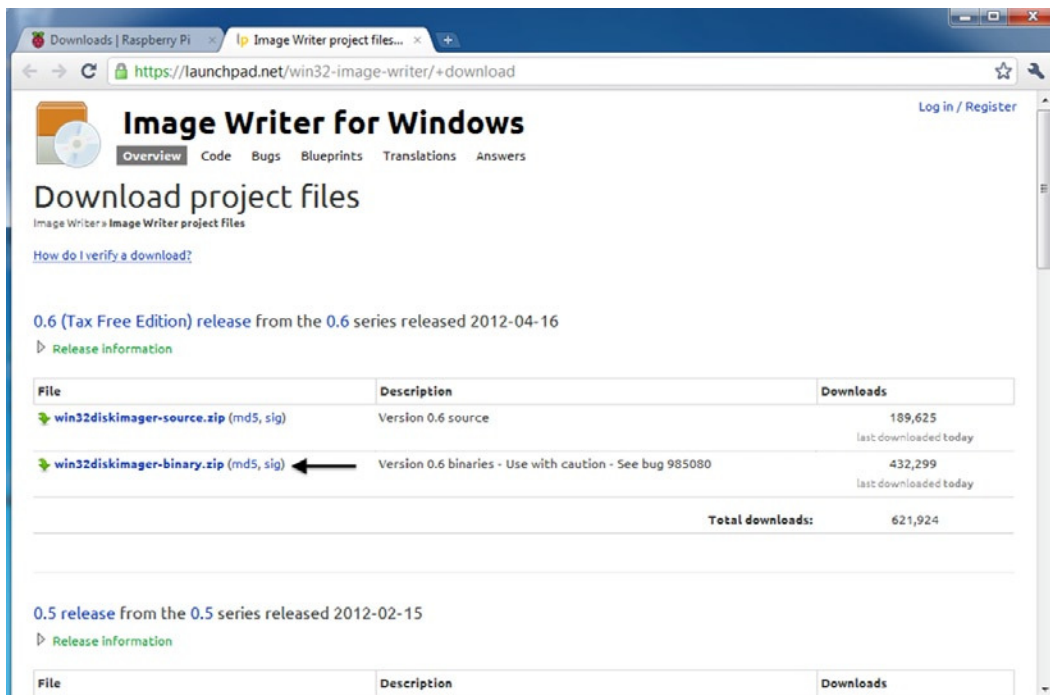 Downloads | Raspberry Pi
lp Image Writer project files...
https://launchpad.net/win32-image-writer/+download
Log in / Register
Image Writer for Windows
Overview Code Bugs Blueprints Translations Answers
Download project files
Image Writer » Image Writer project files
How do I verify a download?
0.6 (Tax Free Edition) release from the 0.6 series released 2012-04-16
Release information
File Description Downloads
win32diskimager-source.zip (md5, sig) Version 0.6 source 189,625
last downloaded today
win32diskimager-binary.zip (md5, sig) Version 0.6 binaries - Use with caution - See bug 985080 432,299
last downloaded today
Total downloads: 621,924
0.5 release from the 0.5 series released 2012-02-15
Release information
File Description Downloads